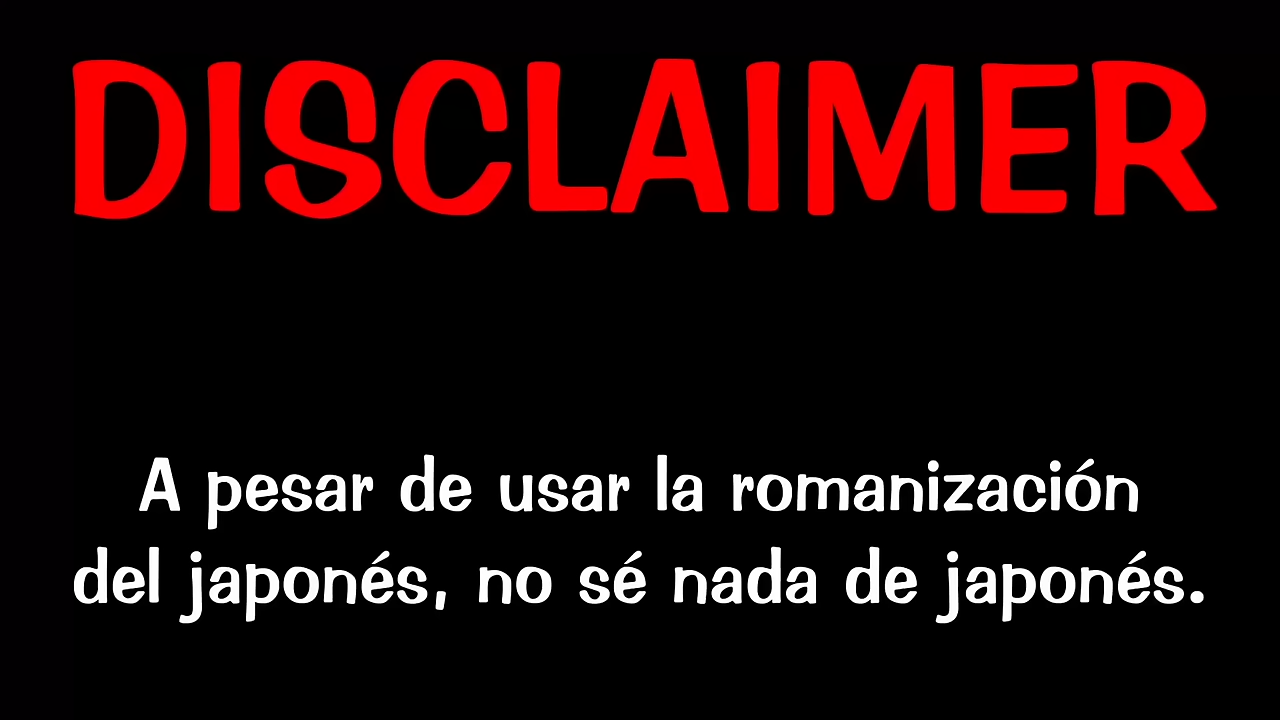 DISCLAIMER
A pesar de usar la romanización
del japonés, no sé nada de japonés.